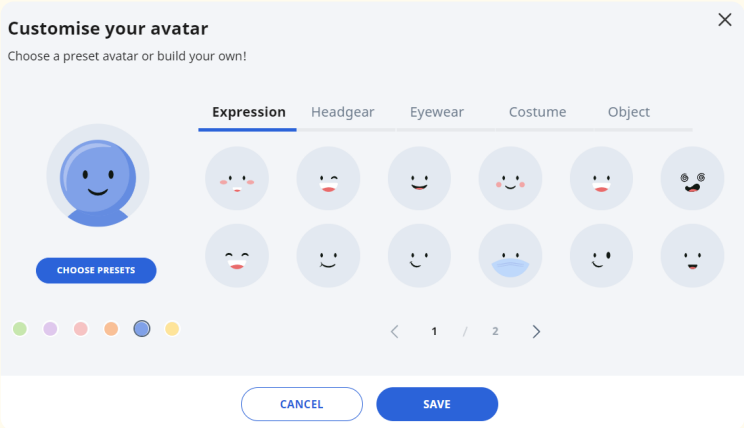 Customise your avatar
Choose a preset avatar or build your own!
Expression Headgear Eyewear Costume Object
CHOOSE PRESETS
1 / 2
CANCEL SAVE